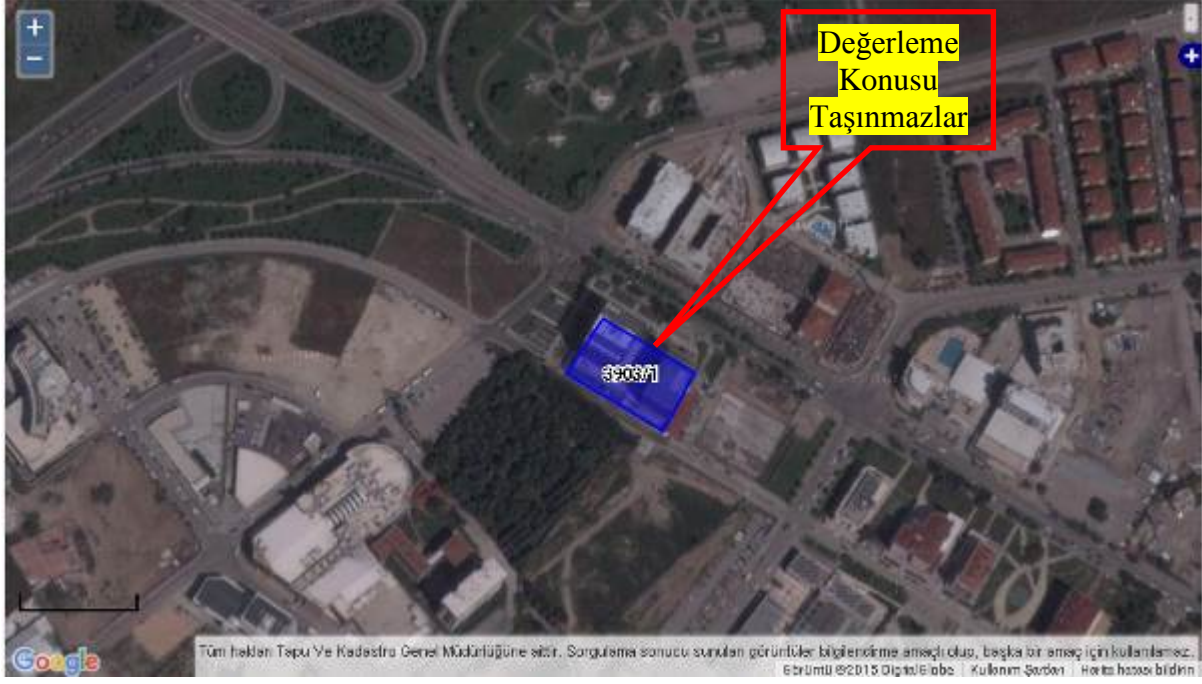 Değerleme
Konusu
Taşınmazlar
3903/1
Google
Tüm hakları Tapu Ve Kadastro Genel Müdürlüğüne aittir. Sorgulama sonucu sunulan görüntüler bilgilendirme amaçlı olup, başka bir amaç için kullanılamaz.
Görüntü ©2015 DigitalGlobe Kullanım Şartları Harita hatası bildirin